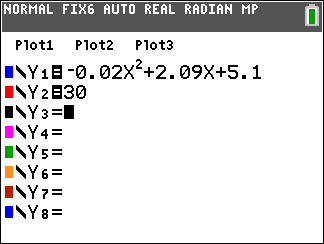 NORMAL FIX6 AUTO REAL RADIAN MP
Plot1 Plot2 Plot3
\Y₁=-0.02X²+2.09X+5.1
\Y₂=30
\Y₃=
\Y₄=
\Y₅=
\Y₆=
\Y₇=
\Y₈=